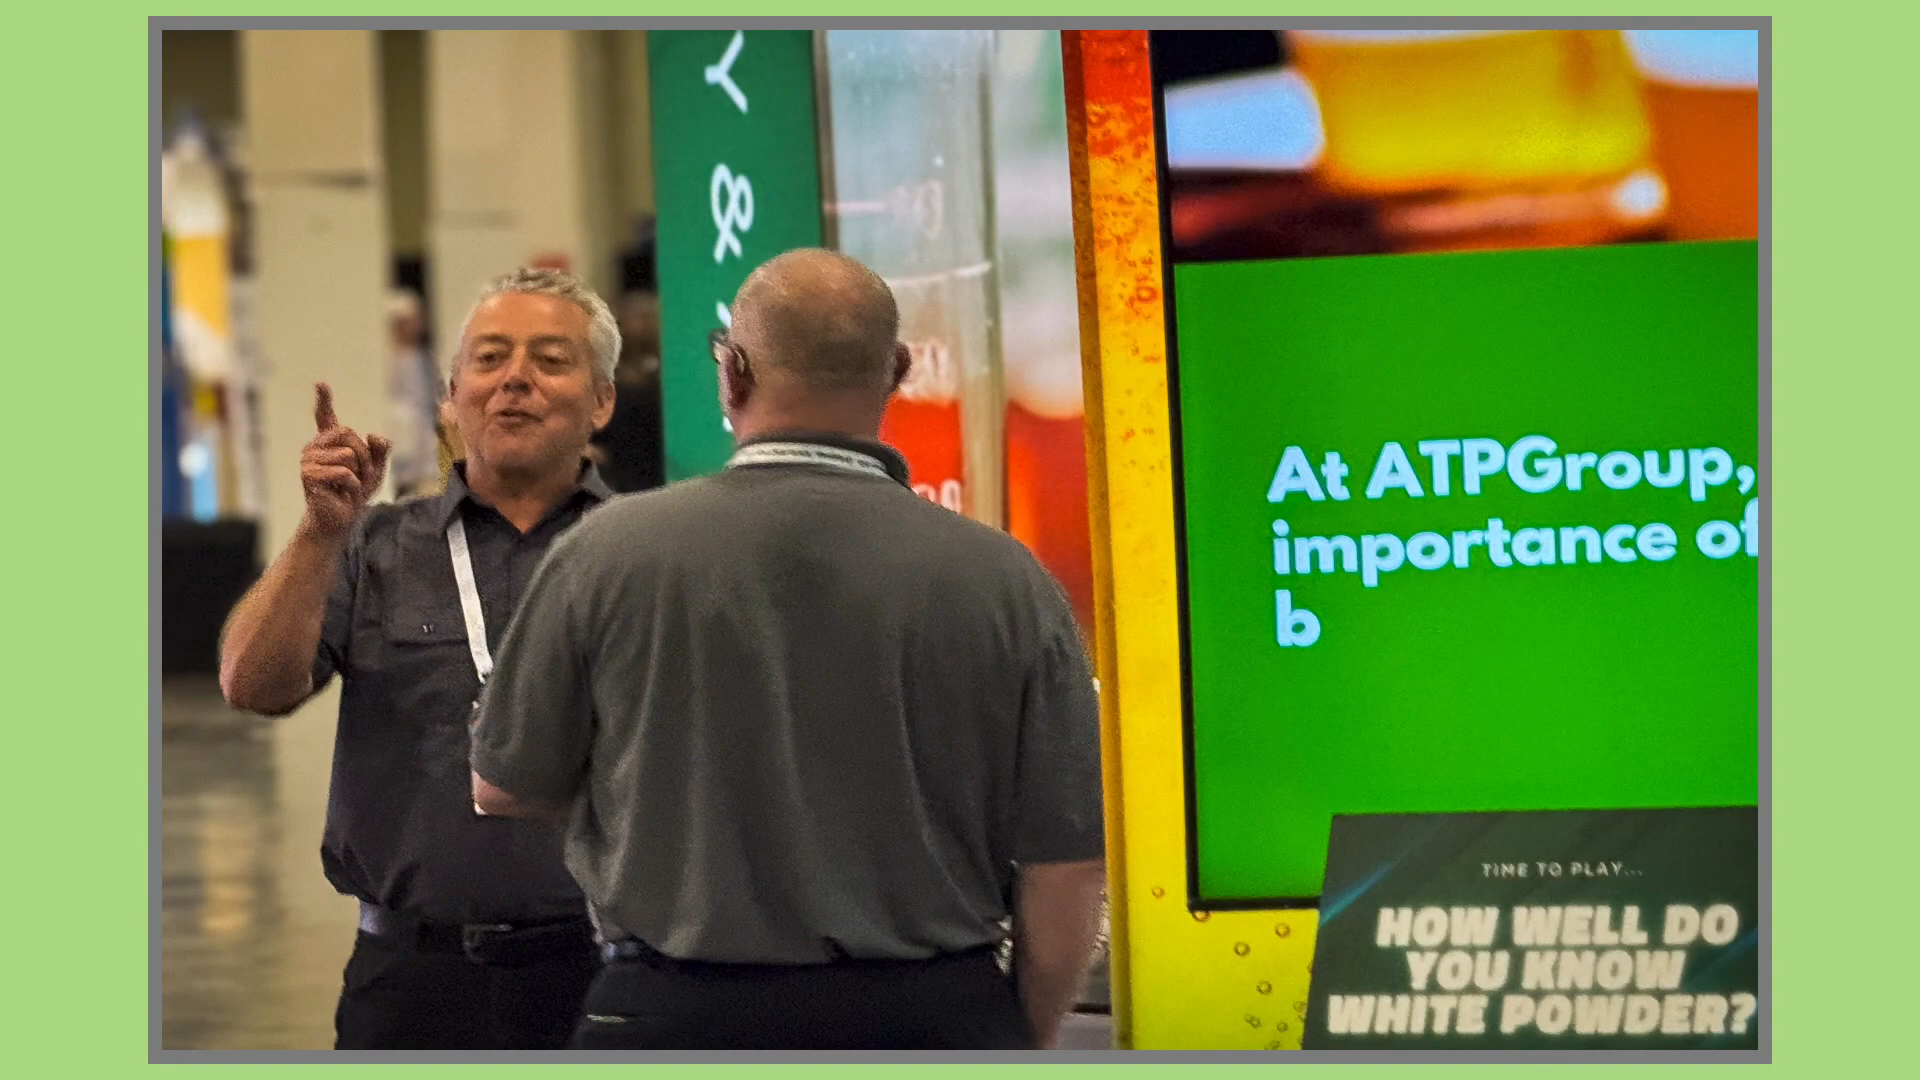 Y &
At ATPGroup,
importance of
b
TIME TO PLAY...
HOW WELL DO
YOU KNOW
WHITE POWDER?